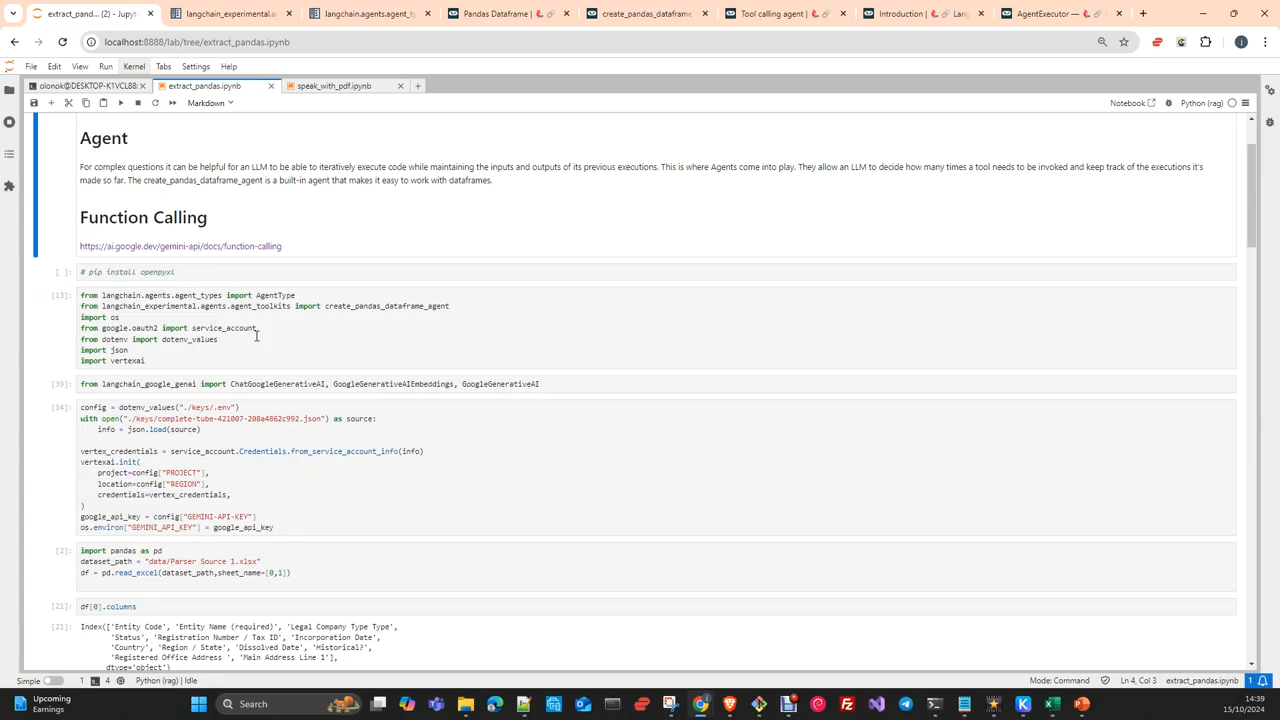 extract_pand... (2) - Jupyt
langchain_experimental.a
langchain.agents.agent_t
Pandas Dataframe |
create_pandas_datafram
Tool calling agent |
Introduction | Lan
AgentExecutor —
localhost:8888/lab/tree/extract_pandas.ipynb
File Edit View Run Kernel Tabs Settings Help
olonok@DESKTOP-K1VCL88:
extract_pandas.ipynb
speak_with_pdf.ipynb
Markdown
Notebook
Python (rag)
Agent
For complex questions it can be helpful for an LLM to be able to iteratively execute code while maintaining the inputs and outputs of its previous executions. This is where Agents come into play. They allow an LLM to decide how many times a tool needs to be invoked and keep track of the executions it's
made so far. The create_pandas_dataframe_agent is a built-in agent that makes it easy to work with dataframes.
Function Calling
https://ai.google.dev/gemini-api/docs/function-calling
[ ]: # pip install openpyxl
[13]: from langchain.agents.agent_types import AgentType
from langchain_experimental.agents.agent_toolkits import create_pandas_dataframe_agent
import os
from google.oauth2 import service_account
from dotenv import dotenv_values
import json
import vertexai
[39]: from langchain_google_genai import ChatGoogleGenerativeAI, GoogleGenerativeAIEmbeddings, GoogleGenerativeAI
[14]: config = dotenv_values("./keys/.env")
with open("./keys/complete-tube-421007-208a4862c992.json") as source:
info = json.load(source)
vertex_credentials = service_account.Credentials.from_service_account_info(info)
vertexai.init(
project=config["PROJECT"],
location=config["REGION"],
credentials=vertex_credentials,
)
google_api_key = config["GEMINI-API-KEY"]
os.environ["GEMINI_API_KEY"] = google_api_key
[2]: import pandas as pd
dataset_path = "data/Parser Source 1.xlsx"
df = pd.read_excel(dataset_path,sheet_name=[0,1])
[21]: df[0].columns
[21]: Index(['Entity Code', 'Entity Name (required)', 'Legal Company Type Type',
'Status', 'Registration Number / Tax ID', 'Incorporation Date',
'Country', 'Region / State', 'Dissolved Date', 'Historical?',
'Registered Office Address ', 'Main Address Line 1'],
dtype='object')
Simple 1 4 Python (rag) | Idle
Mode: Command Ln 4, Col 3 extract_pandas.ipynb 1
Upcoming
Earnings
Search
14:39
15/10/2024